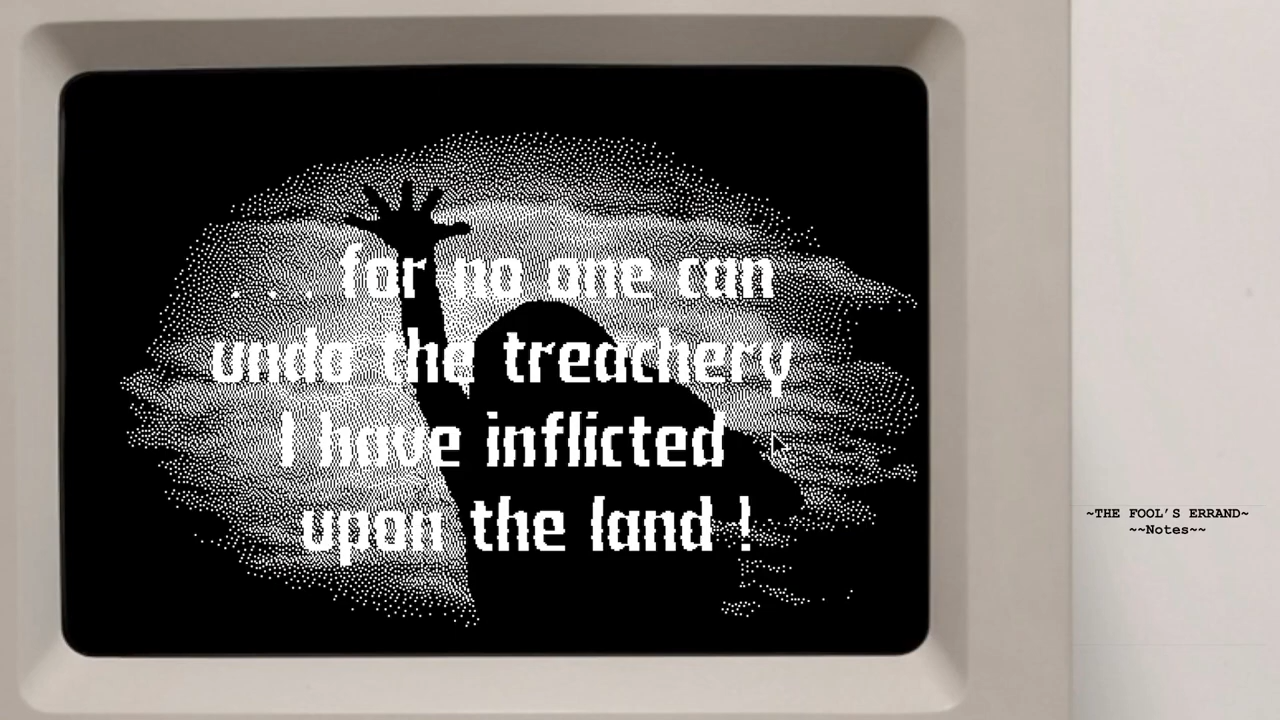 . . . for no one can
undo the treachery
I have inflicted
upon the land !
~THE FOOL'S ERRAND~
~~Notes~~